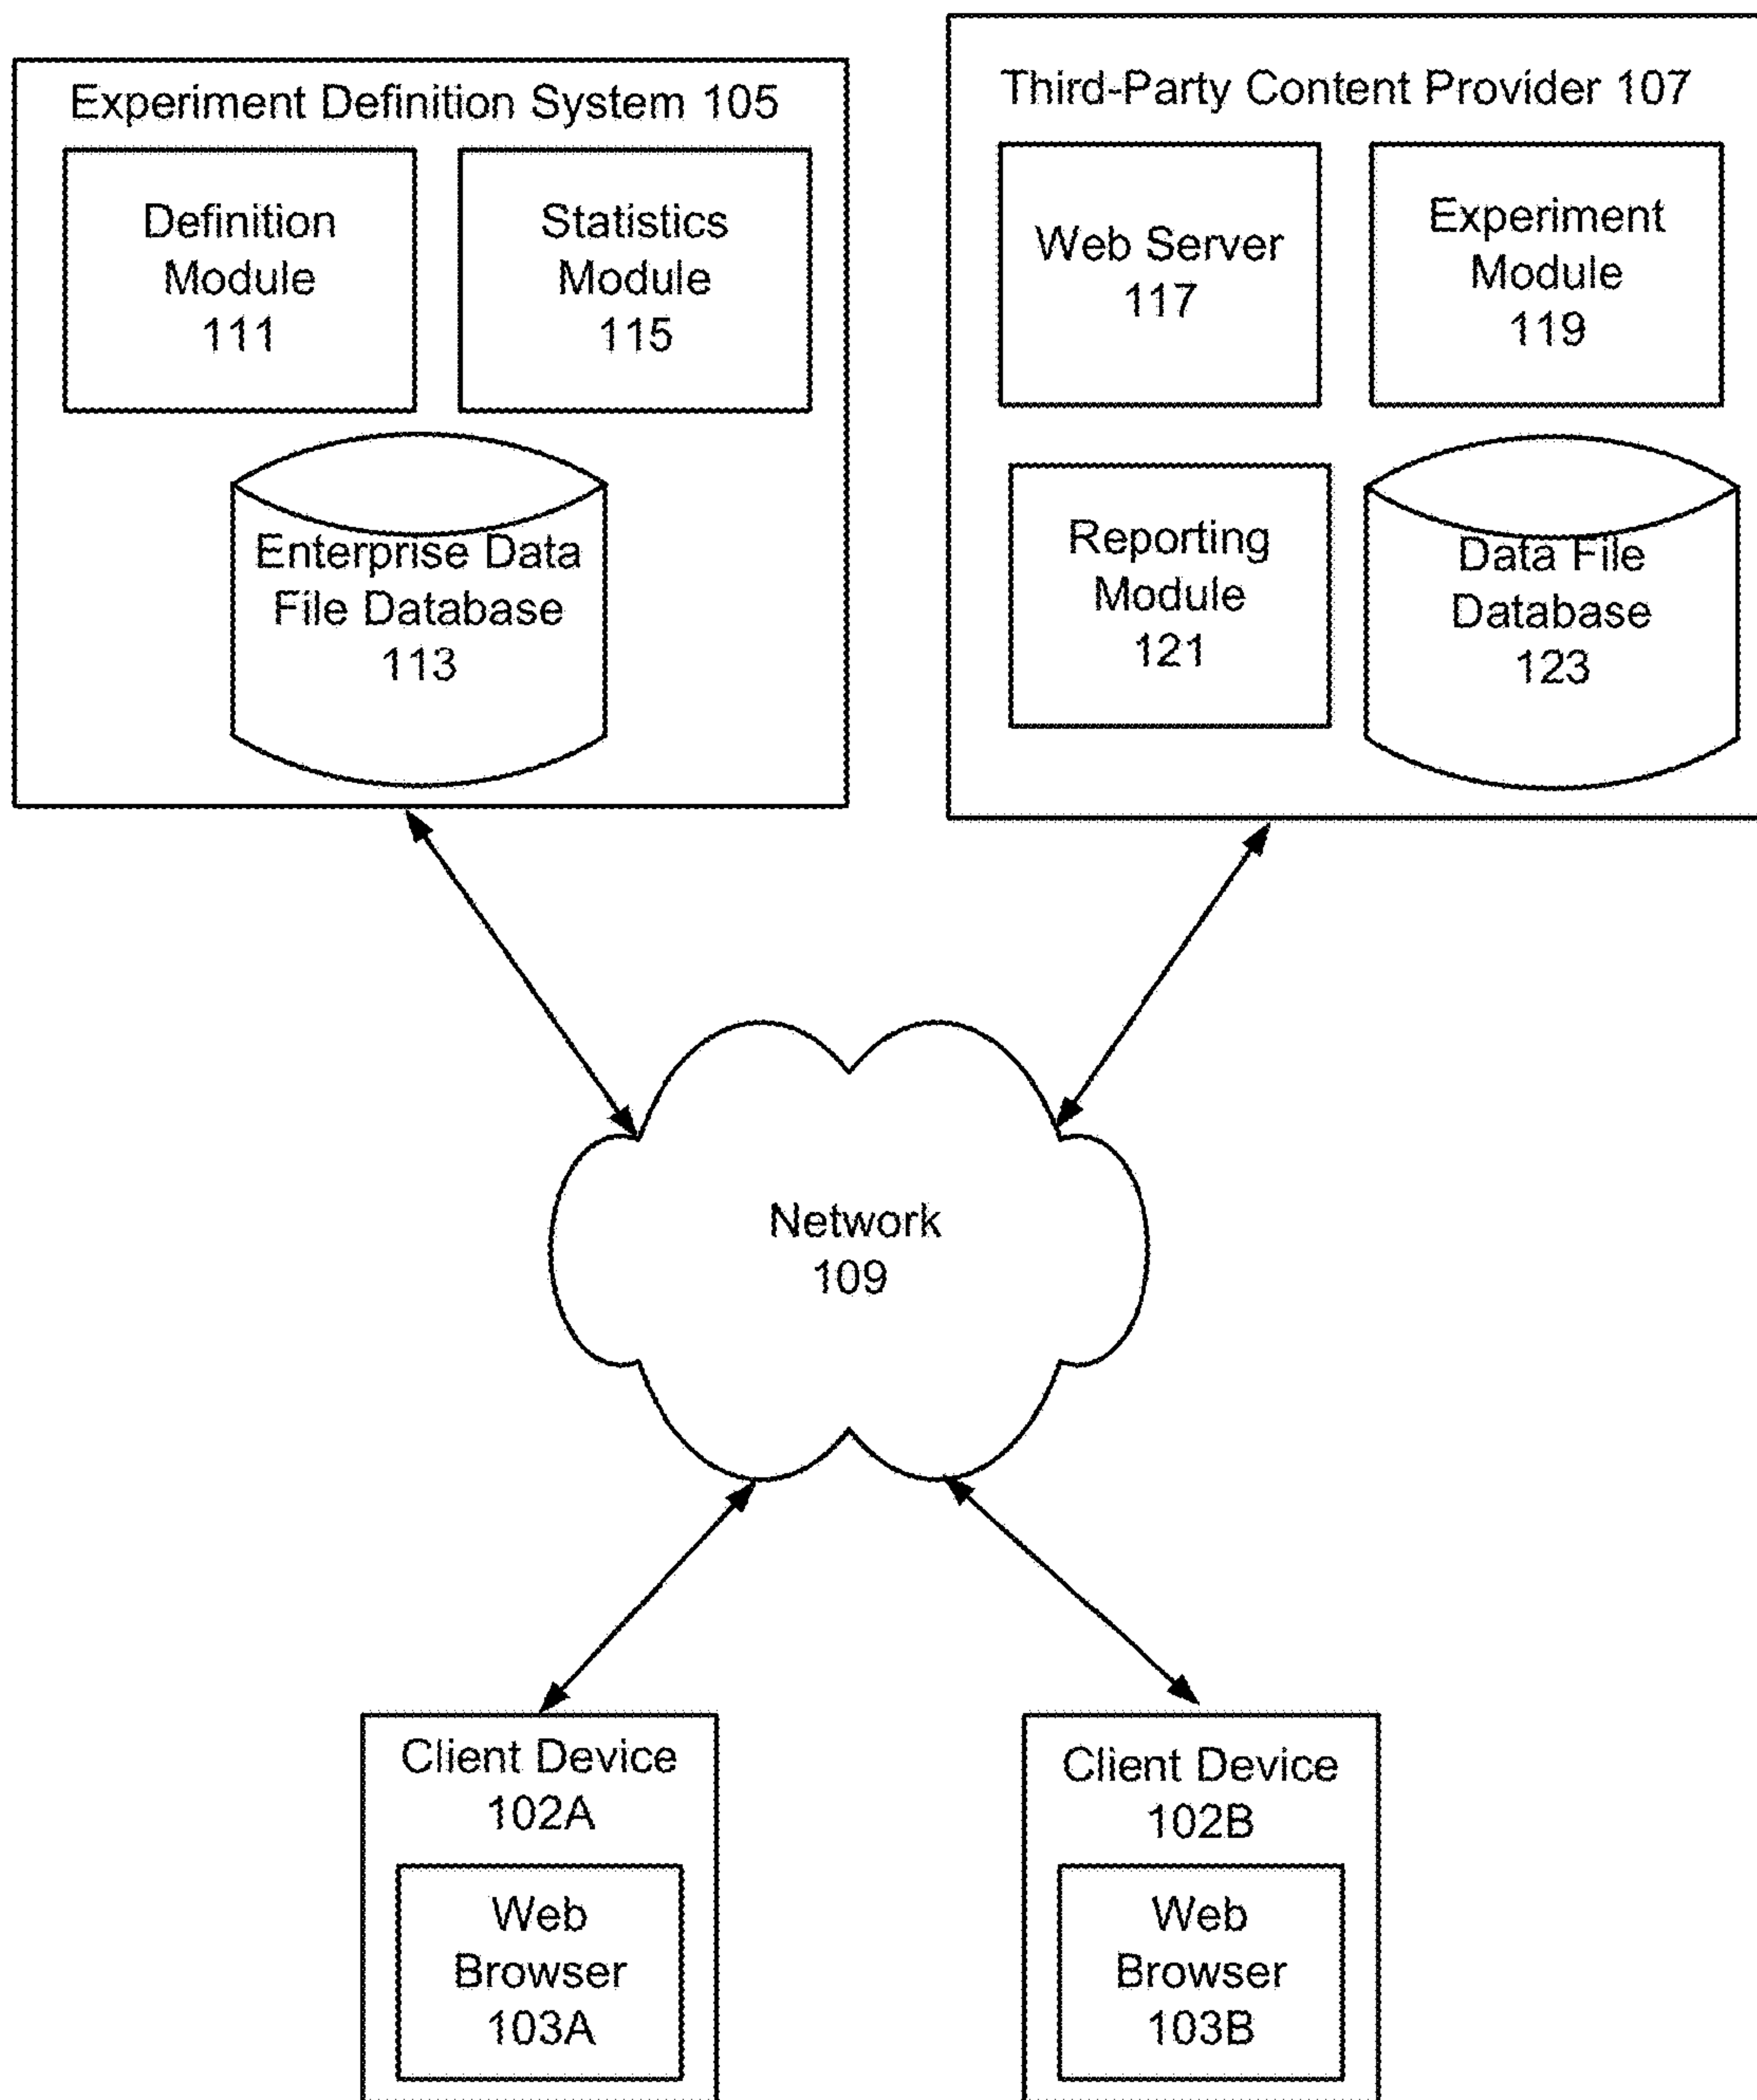 Experiment Definition System 105
Definition
Module
111
Statistics
Module
115
Enterprise Data
File Database
113
Third-Party Content Provider 107
Web Server
117
Experiment
Module
119
Reporting
Module
121
Data File
Database
123
Network
109
Client Device
102A
Web
Browser
103A
Client Device
102B
Web
Browser
103B